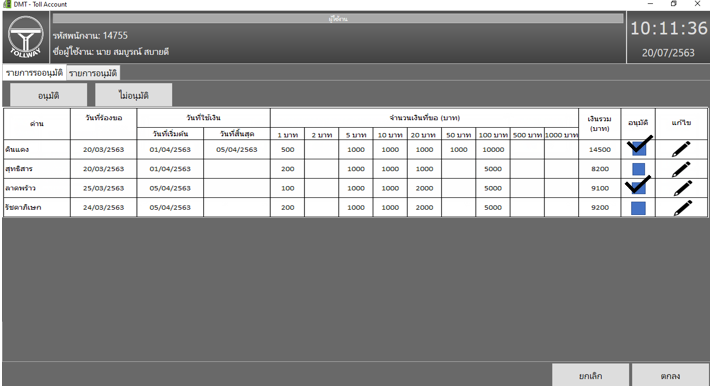 DMT - Toll Account
ผู้ใช้งาน
TOLLWAY
รหัสพนักงาน: 14755
ชื่อผู้ใช้งาน: นาย สมบูรณ์ สบายดี
10:11:36
20/07/2563
รายการรออนุมัติ รายการอนุมัติ
อนุมัติ ไม่อนุมัติ
ด่าน วันที่ร้องขอ วันที่ใช้เงิน จำนวนเงินที่ขอ (บาท) เงินรวม (บาท) อนุมัติ แก้ไข
วันที่เริ่มต้น วันที่สิ้นสุด 1 บาท 2 บาท 5 บาท 10 บาท 20 บาท 50 บาท 100 บาท 500 บาท 1000 บาท
ดินแดง 20/03/2563 01/04/2563 05/04/2563 500 1000 1000 1000 1000 10000 14500
สุทธิสาร 20/03/2563 01/04/2563 200 1000 1000 2000 5000 8200
ลาดพร้าว 25/03/2563 05/04/2563 100 1000 1000 2000 5000 9100
รัชดาภิเษก 24/03/2563 05/04/2563 200 1000 1000 2000 5000 9200
ยกเลิก ตกลง